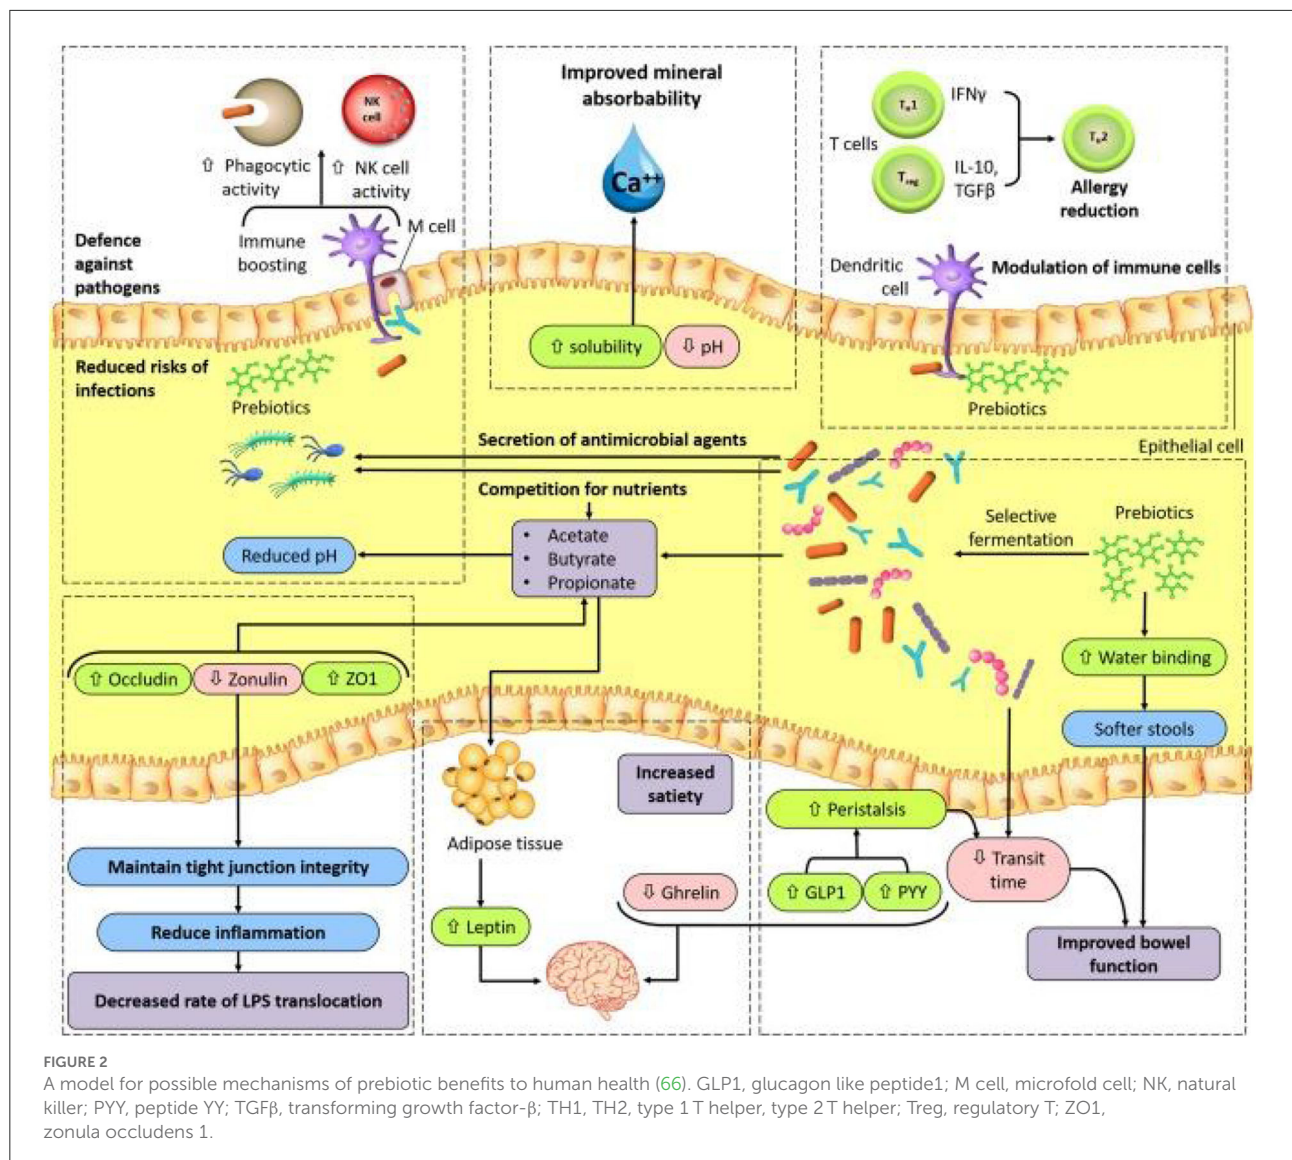 Improved mineral
absorbability
Ca++
⇧ solubility
⇩ pH
NK
cell
⇧ Phagocytic
activity
⇧ NK cell
activity
Immune
boosting
M cell
Defence
against
pathogens
Reduced risks of
infections
Prebiotics
TH1
IFNγ
T cells
Treg
IL-10,
TGFβ
TH2
Allergy
reduction
Dendritic
cell
Modulation of immune cells
Prebiotics
Epithelial cell
Secretion of antimicrobial agents
Competition for nutrients
• Acetate
• Butyrate
• Propionate
Reduced pH
Selective
fermentation
Prebiotics
⇧ Water binding
Softer stools
⇧ Occludin
⇩ Zonulin
⇧ ZO1
Maintain tight junction integrity
Reduce inflammation
Decreased rate of LPS translocation
Adipose tissue
⇧ Leptin
Increased
satiety
⇩ Ghrelin
⇧ Peristalsis
⇧ GLP1
⇧ PYY
⇩ Transit
time
Improved bowel
function
FIGURE 2
A model for possible mechanisms of prebiotic benefits to human health (66). GLP1, glucagon like peptide1; M cell, microfold cell; NK, natural
killer; PYY, peptide YY; TGFβ, transforming growth factor-β; TH1, TH2, type 1 T helper, type 2 T helper; Treg, regulatory T; ZO1,
zonula occludens 1.